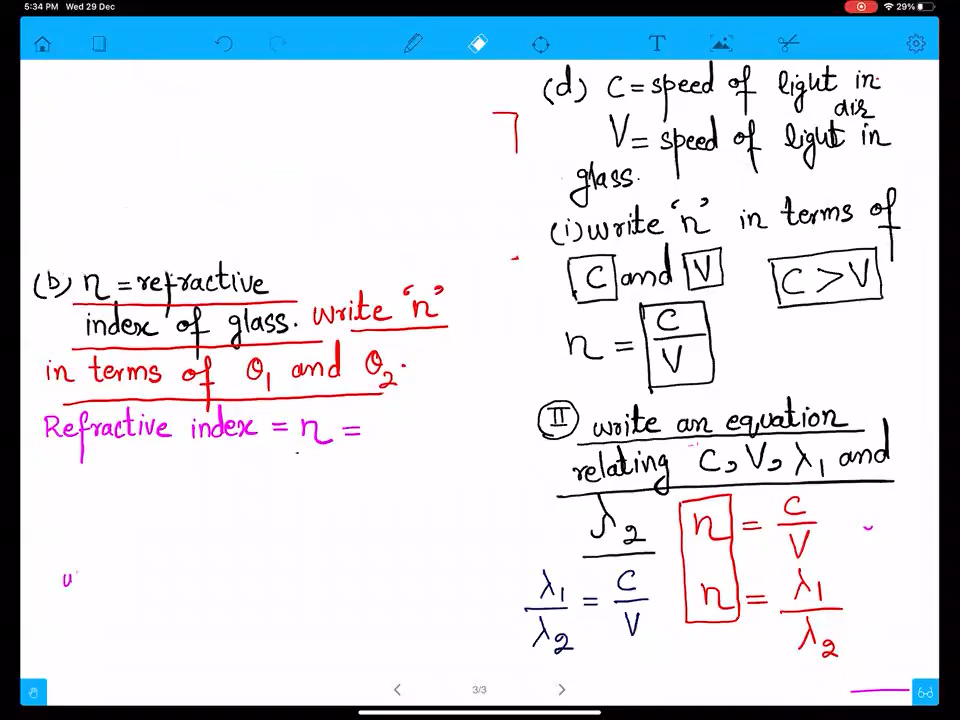 5:34 PM Wed 29 Dec
29%
T
(b) n = refractive
index of glass. Write 'n'
in terms of θ1 and θ2.
Refractive index = n =
(d) C = speed of light in
air
V = speed of light in
glass.
(i) write 'n' in terms of
C and V C > V
n = C/V
II write an equation
relating C, V, λ1 and
λ2 n = C/V
λ1/λ2 = C/V n = λ1/λ2
3/3